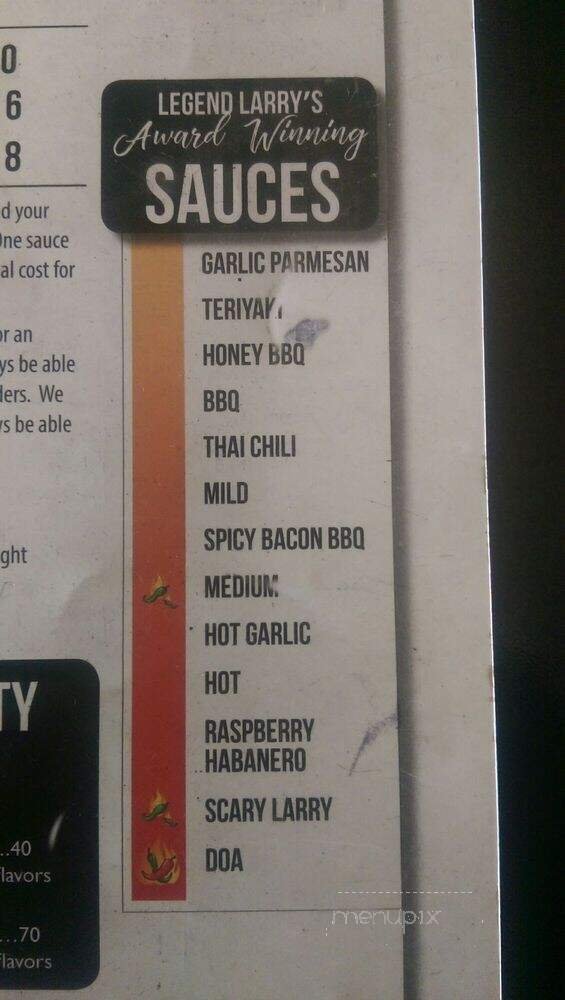 0
6
8
d your
One sauce
al cost for
or an
ys be able
ders. We
ys be able
ght
TY
..40
flavors
...70
flavors
LEGEND LARRY'S
Award Winning
SAUCES
GARLIC PARMESAN
TERIYAKI
HONEY BBQ
BBQ
THAI CHILI
MILD
SPICY BACON BBQ
MEDIUM
HOT GARLIC
HOT
RASPBERRY
HABANERO
SCARY LARRY
DOA
menupix